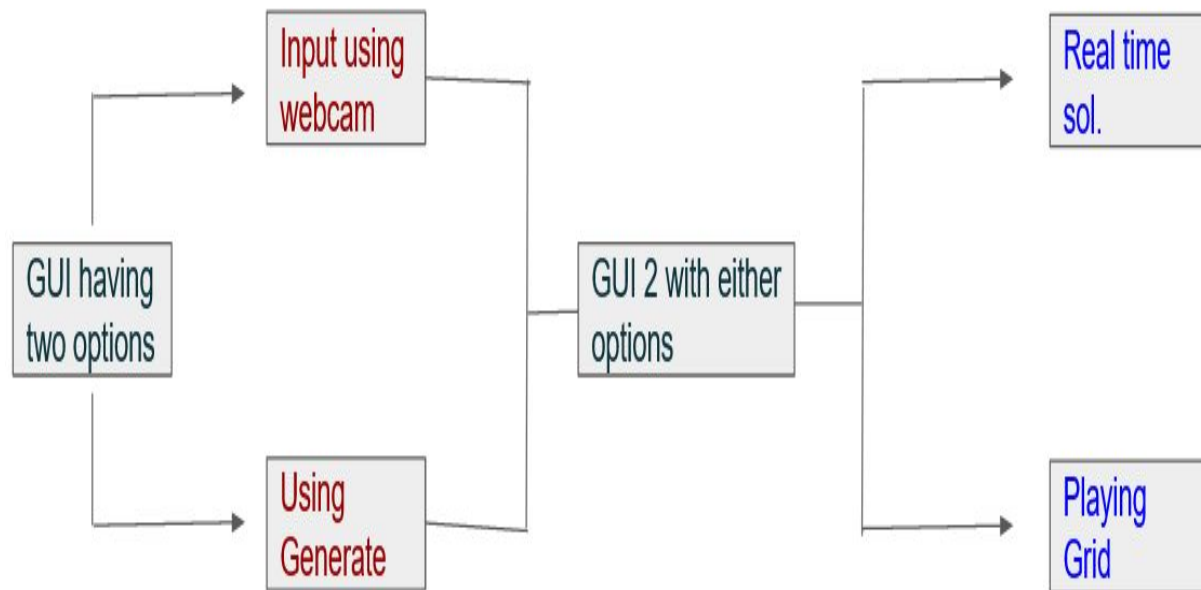 Input using
webcam
Real time
sol.
GUI having
two options
GUI 2 with either
options
Using
Generate
Playing
Grid